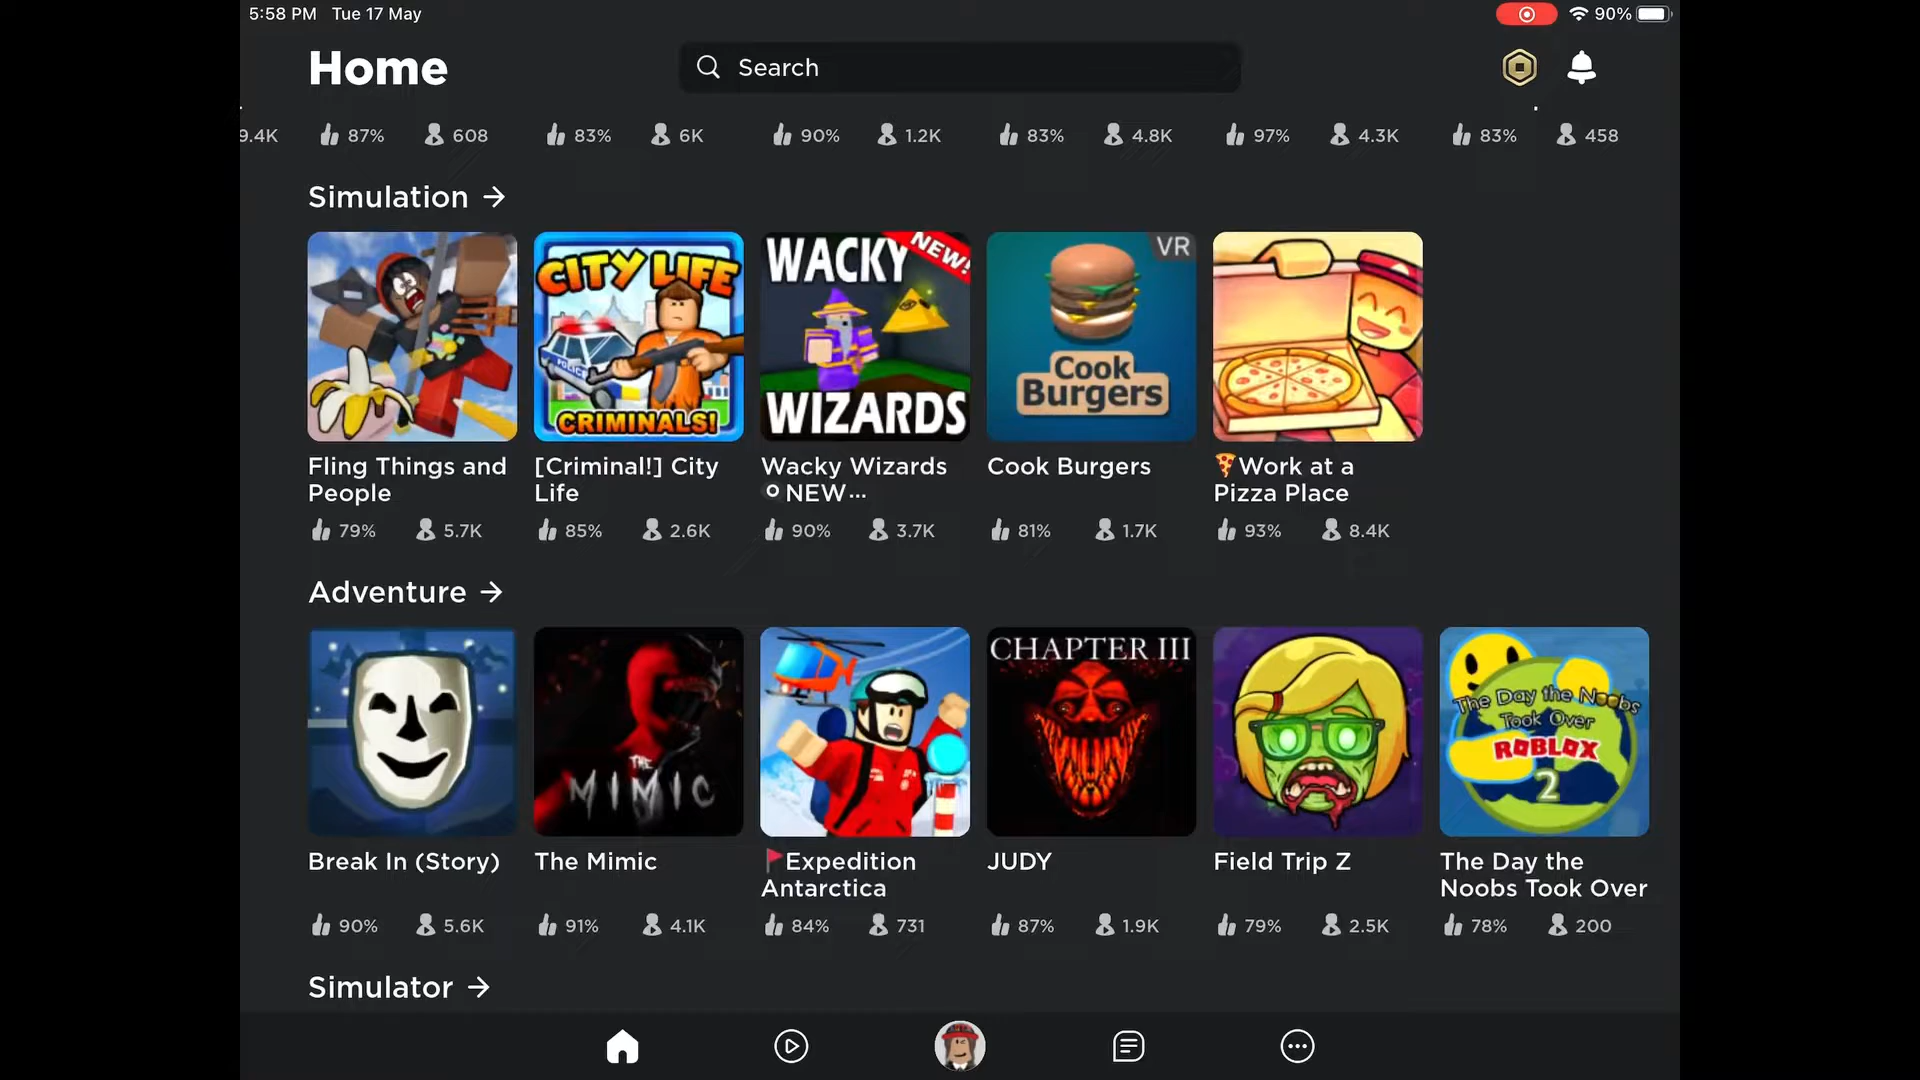 5:58 PM Tue 17 May
90%
Home
Search
9.4K 87% 608 83% 6K 90% 1.2K 83% 4.8K 97% 4.3K 83% 458
Simulation →
CITY LIFE
POLICE
CRIMINALS!
WACKY
NEW!
WIZARDS
VR
Cook
Burgers
Fling Things and
People
[Criminal!] City
Life
Wacky Wizards
NEW...
Cook Burgers
🍕Work at a
Pizza Place
79% 5.7K 85% 2.6K 90% 3.7K 81% 1.7K 93% 8.4K
Adventure →
THE
MIMIC
CHAPTER III
The Day the Noobs
Took Over
ROBLOX
2
Break In (Story)
The Mimic
🚩Expedition
Antarctica
JUDY
Field Trip Z
The Day the
Noobs Took Over
90% 5.6K 91% 4.1K 84% 731 87% 1.9K 79% 2.5K 78% 200
Simulator →